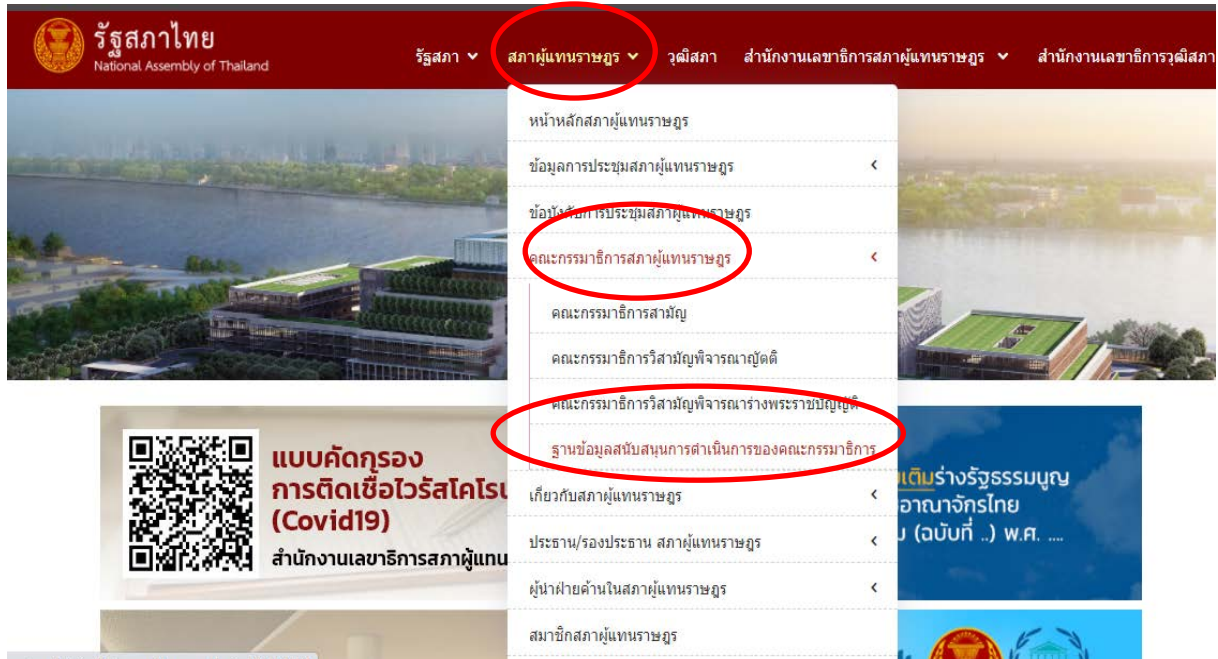 รัฐสภาไทย
National Assembly of Thailand
รัฐสภา สภาผู้แทนราษฎร วุฒิสภา สำนักงานเลขาธิการสภาผู้แทนราษฎร สำนักงานเลขาธิการวุฒิสภา
หน้าหลักสภาผู้แทนราษฎร
ข้อมูลการประชุมสภาผู้แทนราษฎร
ข้อบังคับการประชุมสภาผู้แทนราษฎร
คณะกรรมาธิการสภาผู้แทนราษฎร
คณะกรรมาธิการสามัญ
คณะกรรมาธิการวิสามัญพิจารณาญัตติ
คณะกรรมาธิการวิสามัญพิจารณาร่างพระราชบัญญัติ
ฐานข้อมูลสนับสนุนการดำเนินการของคณะกรรมาธิการ
เกี่ยวกับสภาผู้แทนราษฎร
ประธาน/รองประธาน สภาผู้แทนราษฎร
ผู้นำฝ่ายค้านในสภาผู้แทนราษฎร
สมาชิกสภาผู้แทนราษฎร
แบบคัดกรอง
การติดเชื้อไวรัสโคโร
(Covid19)
สำนักงานเลขาธิการสภาผู้แทน
เติมร่างรัฐธรรมนูญ
อาณาจักรไทย
(ฉบับที่ ..) พ.ศ. ....